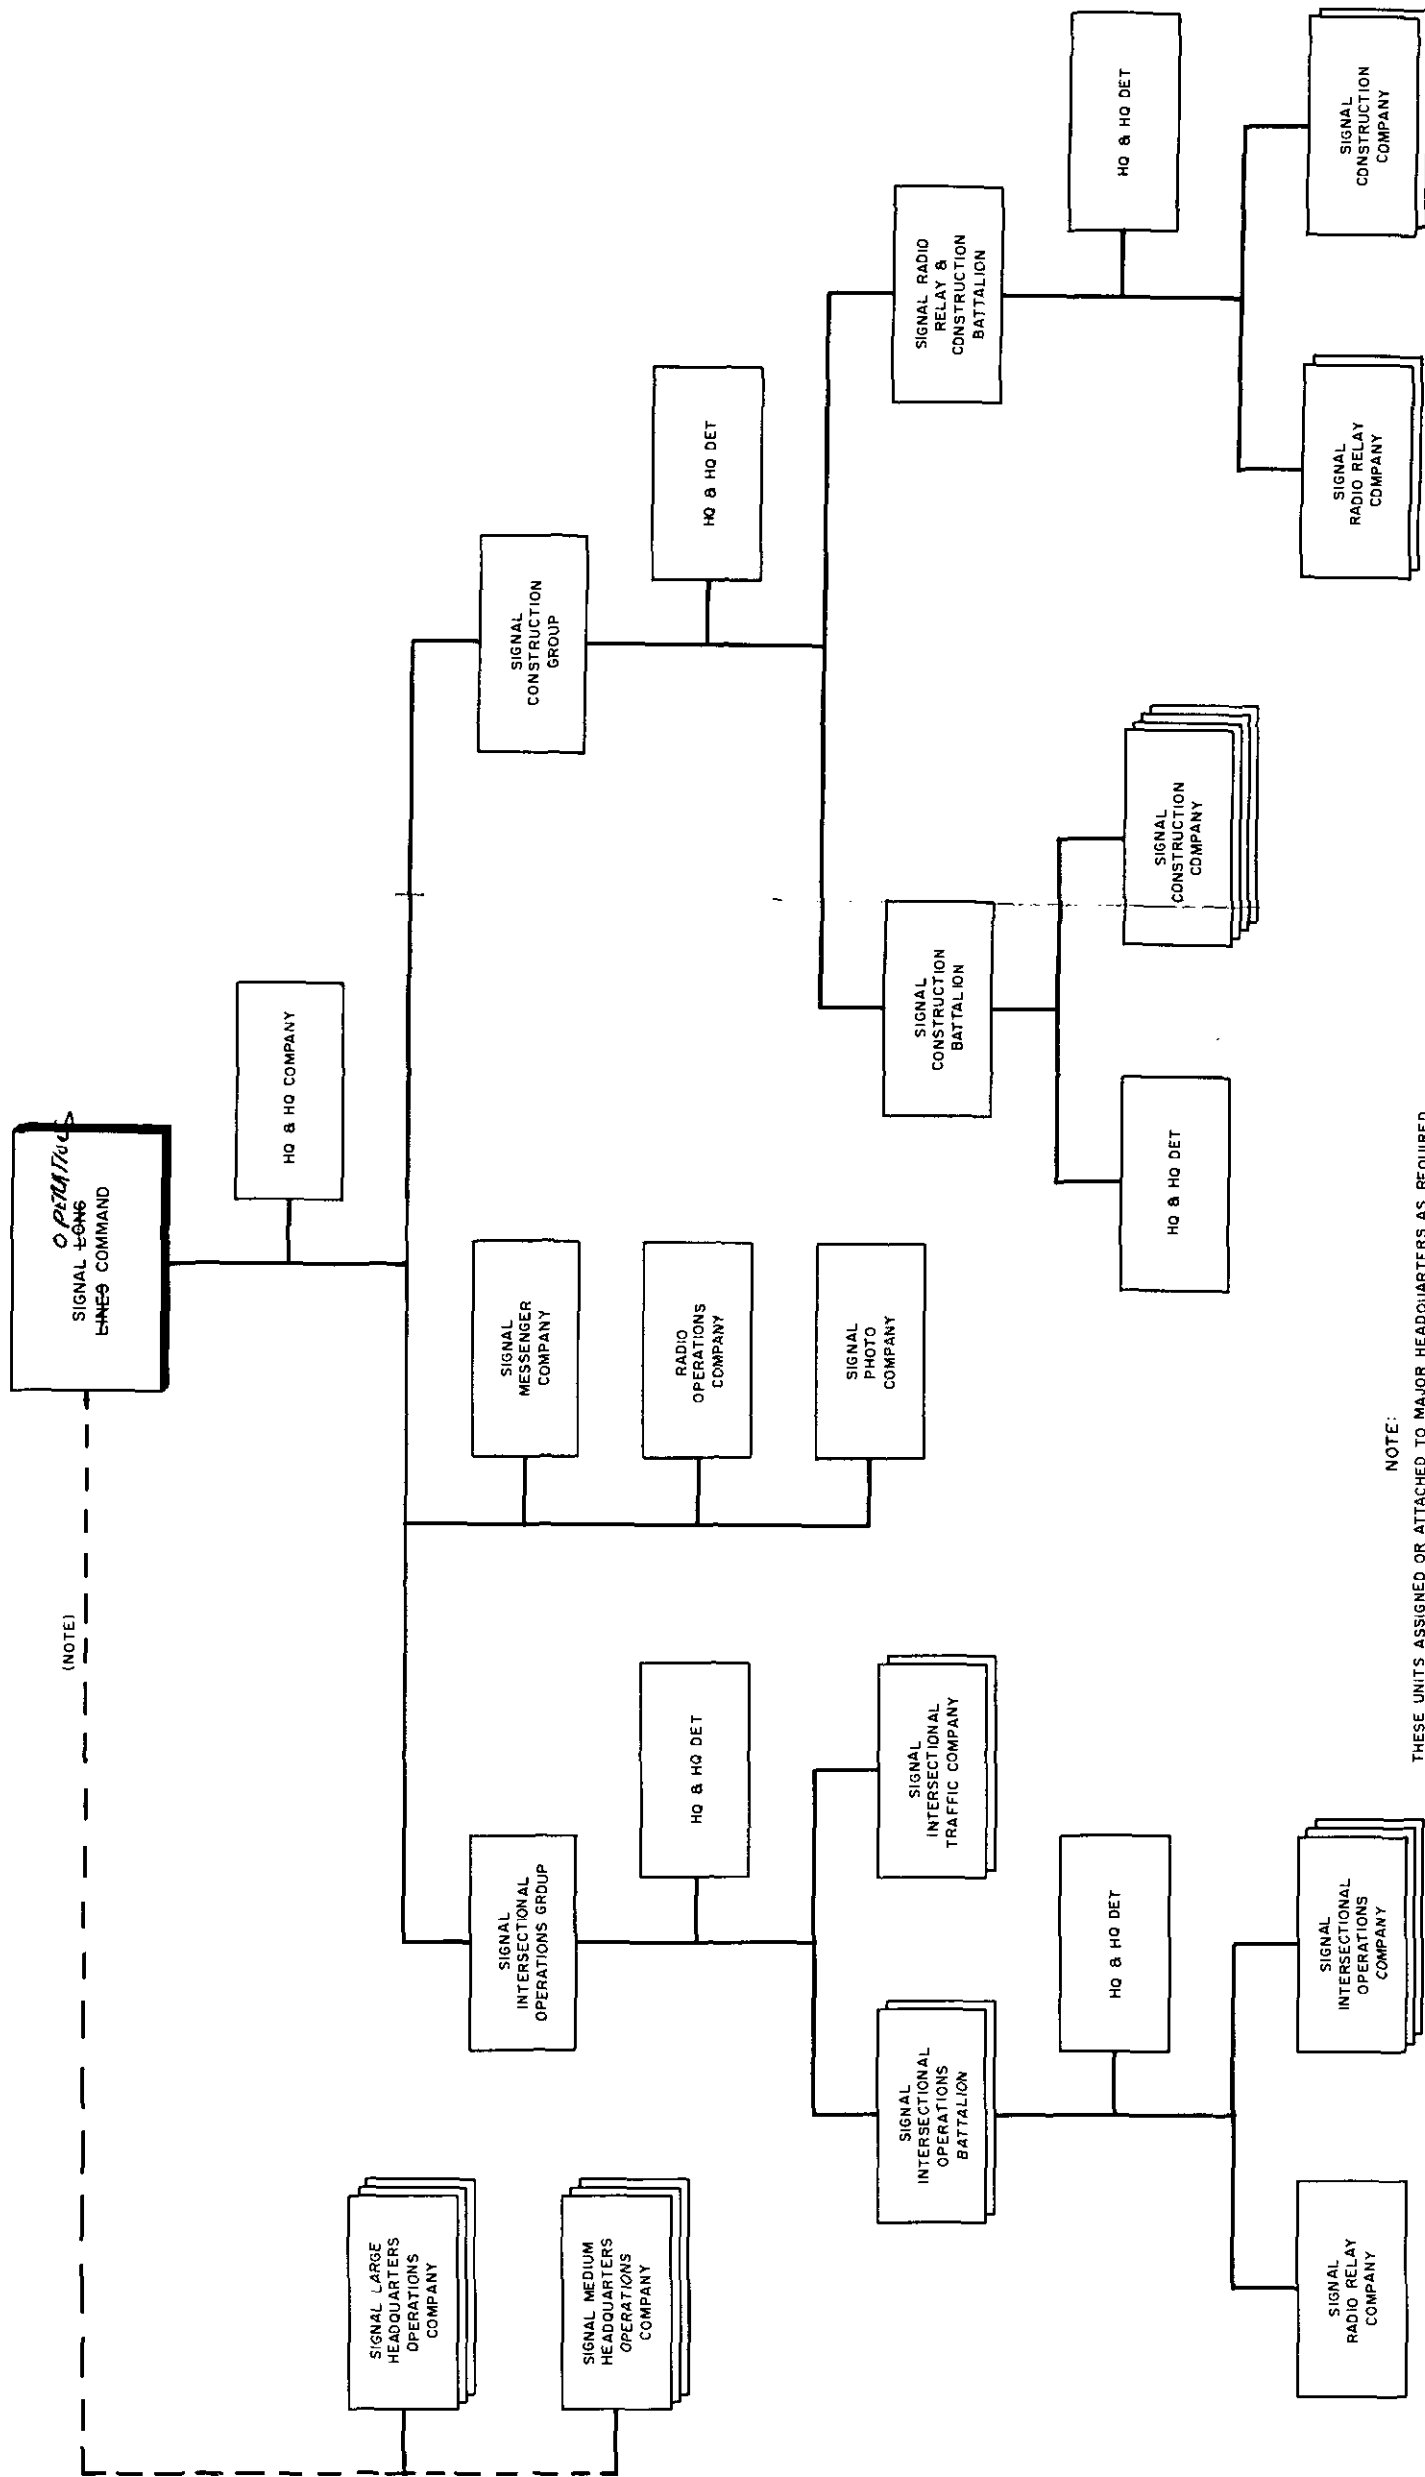 OPERATIONS
SIGNAL LONG
LINES COMMAND
(NOTE)
HQ & HQ COMPANY
SIGNAL LARGE
HEADQUARTERS
OPERATIONS
COMPANY
SIGNAL MEDIUM
HEADQUARTERS
OPERATIONS
COMPANY
SIGNAL
INTERSECTIONAL
OPERATIONS GROUP
SIGNAL
MESSENGER
COMPANY
SIGNAL
CONSTRUCTION
GROUP
HQ & HQ DET
RADIO
OPERATIONS
COMPANY
HQ & HQ DET
SIGNAL
PHOTO
COMPANY
SIGNAL
INTERSECTIONAL
OPERATIONS
BATTALION
SIGNAL
INTERSECTIONAL
TRAFFIC COMPANY
SIGNAL
CONSTRUCTION
BATTALION
SIGNAL RADIO
RELAY &
CONSTRUCTION
BATTALION
HQ & HQ DET
HQ & HQ DET
SIGNAL
CONSTRUCTION
COMPANY
HQ & HQ DET
SIGNAL
RADIO RELAY
COMPANY
SIGNAL
INTERSECTIONAL
OPERATIONS
COMPANY
SIGNAL
RADIO RELAY
COMPANY
SIGNAL
CONSTRUCTION
COMPANY
NOTE:
THESE UNITS ASSIGNED OR ATTACHED TO MAJOR HEADQUARTERS AS REQUIRED